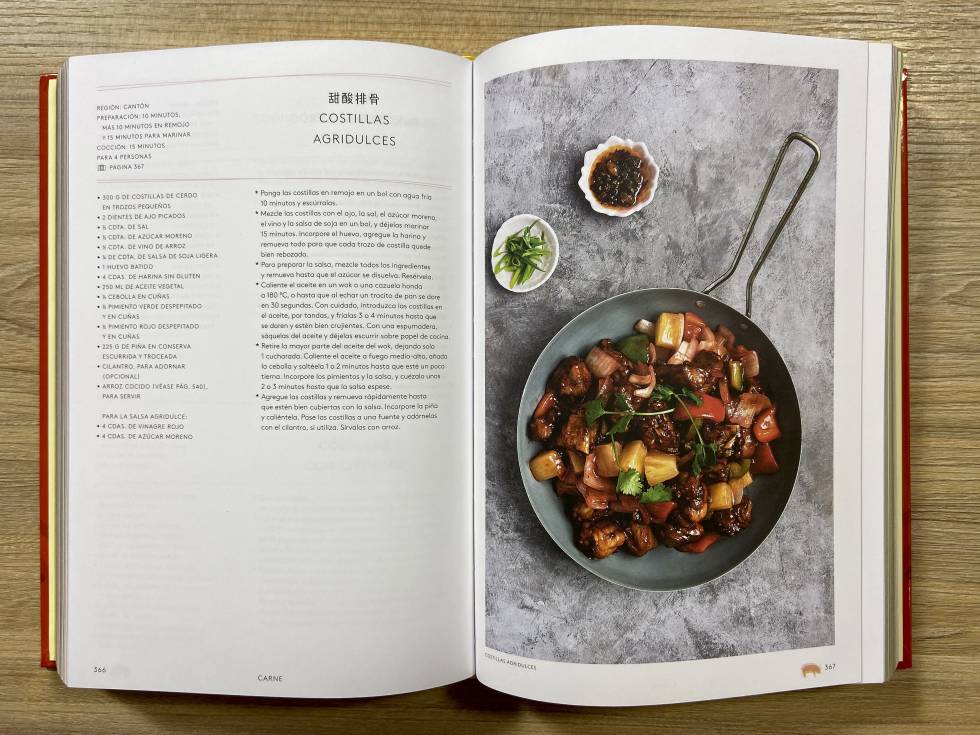 REGIÓN: CANTÓN
PREPARACIÓN: 10 MINUTOS,
MÁS 10 MINUTOS EN REMOJO
Y 15 MINUTOS PARA MARINAR
COCCIÓN: 15 MINUTOS
PARA 4 PERSONAS
PÁGINA 367
甜酸排骨
COSTILLAS
AGRIDULCES
• 300 G DE COSTILLAS DE CERDO
EN TROZOS PEQUEÑOS
• 2 DIENTES DE AJO PICADOS
• ½ CDTA. DE SAL
• ½ CDTA. DE AZÚCAR MORENO
• ½ CDTA. DE VINO DE ARROZ
• ½ DE CDTA. DE SALSA DE SOJA LIGERA
• 1 HUEVO BATIDO
• 4 CDAS. DE HARINA SIN GLUTEN
• 250 ML DE ACEITE VEGETAL
• ½ CEBOLLA EN CUÑAS
• ½ PIMIENTO VERDE DESPEPITADO
Y EN CUÑAS
• ½ PIMIENTO ROJO DESPEPITADO
Y EN CUÑAS
• 225 G DE PIÑA EN CONSERVA
ESCURRIDA Y TROCEADA
• CILANTRO, PARA ADORNAR
(OPCIONAL)
• ARROZ COCIDO (VÉASE PÁG. 540),
PARA SERVIR
PARA LA SALSA AGRIDULCE:
• 4 CDAS. DE VINAGRE ROJO
• 4 CDAS. DE AZÚCAR MORENO
* Ponga las costillas en remojo en un bol con agua fría
10 minutos y escúrralas.
* Mezcle las costillas con el ajo, la sal, el azúcar moreno,
el vino y la salsa de soja en un bol, y déjelas marinar
15 minutos. Incorpore el huevo, agregue la harina y
remueva todo para que cada trozo de costilla quede
bien rebozado.
* Para preparar la salsa, mezcle todos los ingredientes
y remueva hasta que el azúcar se disuelva. Resérvela.
* Caliente el aceite en un wok o una cazuela honda
a 180 ºC, o hasta que al echar un trocito de pan se dore
en 30 segundos. Con cuidado, introduzca las costillas en
el aceite, por tandas, y fríalas 3 o 4 minutos hasta que
se doren y estén bien crujientes. Con una espumadera,
sáquelas del aceite y déjelas escurrir sobre papel de cocina.
* Retire la mayor parte del aceite del wok, dejando solo
1 cucharada. Caliente el aceite a fuego medio-alto, añada
la cebolla y saltéela 1 o 2 minutos hasta que esté un poco
tierna. Incorpore los pimientos y la salsa, y cuézalo unos
2 o 3 minutos hasta que la salsa espese.
* Agregue las costillas y remueva rápidamente hasta
que estén bien cubiertas con la salsa. Incorpore la piña
y caliéntela. Pase las costillas a una fuente y adórnelas
con el cilantro, si utiliza. Sírvalas con arroz.
366
CARNE
COSTILLAS AGRIDULCES
367